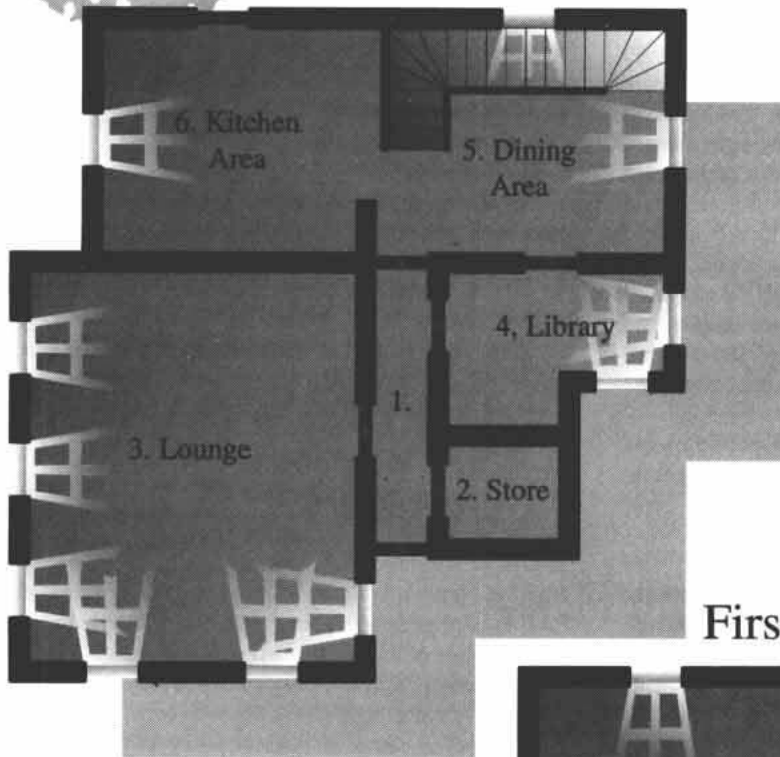 6. Kitchen
Area
5. Dining
Area
4, Library
1.
3. Lounge
2. Store
Firs